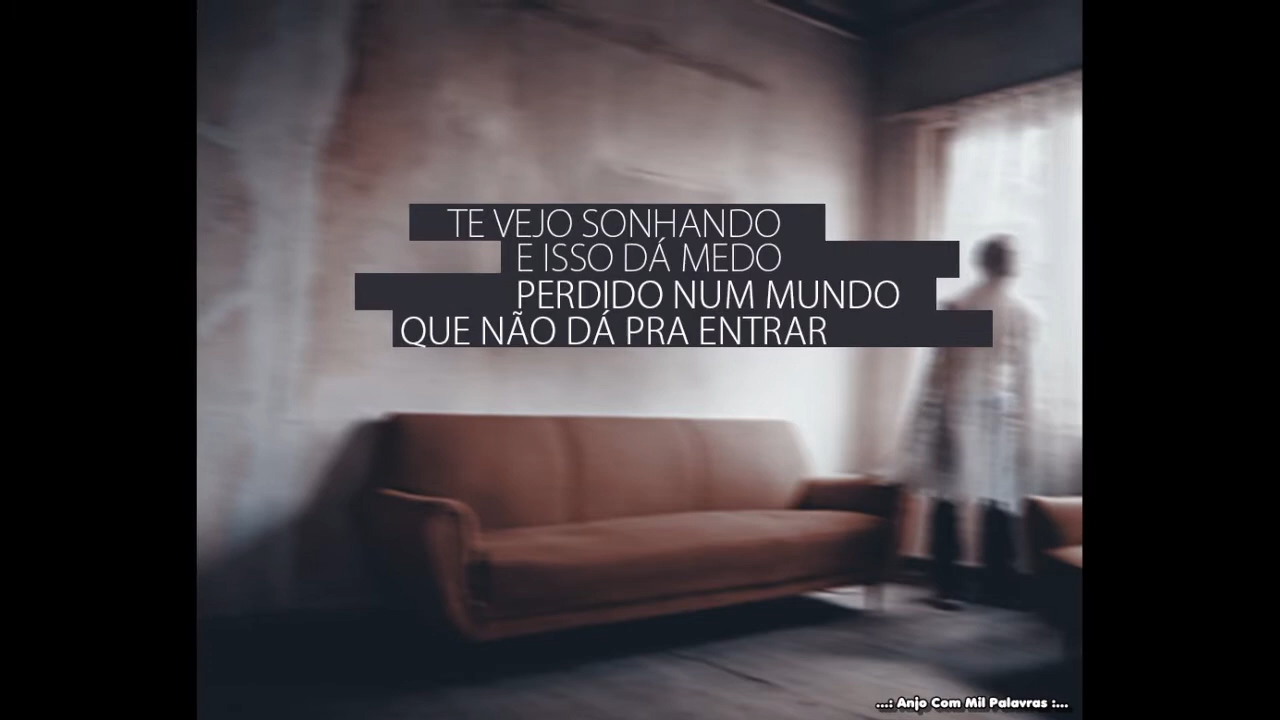 TE VEJO SONHANDO
E ISSO DÁ MEDO
PERDIDO NUM MUNDO
QUE NÃO DÁ PRA ENTRAR
...: Anjo Com Mil Palavras :...